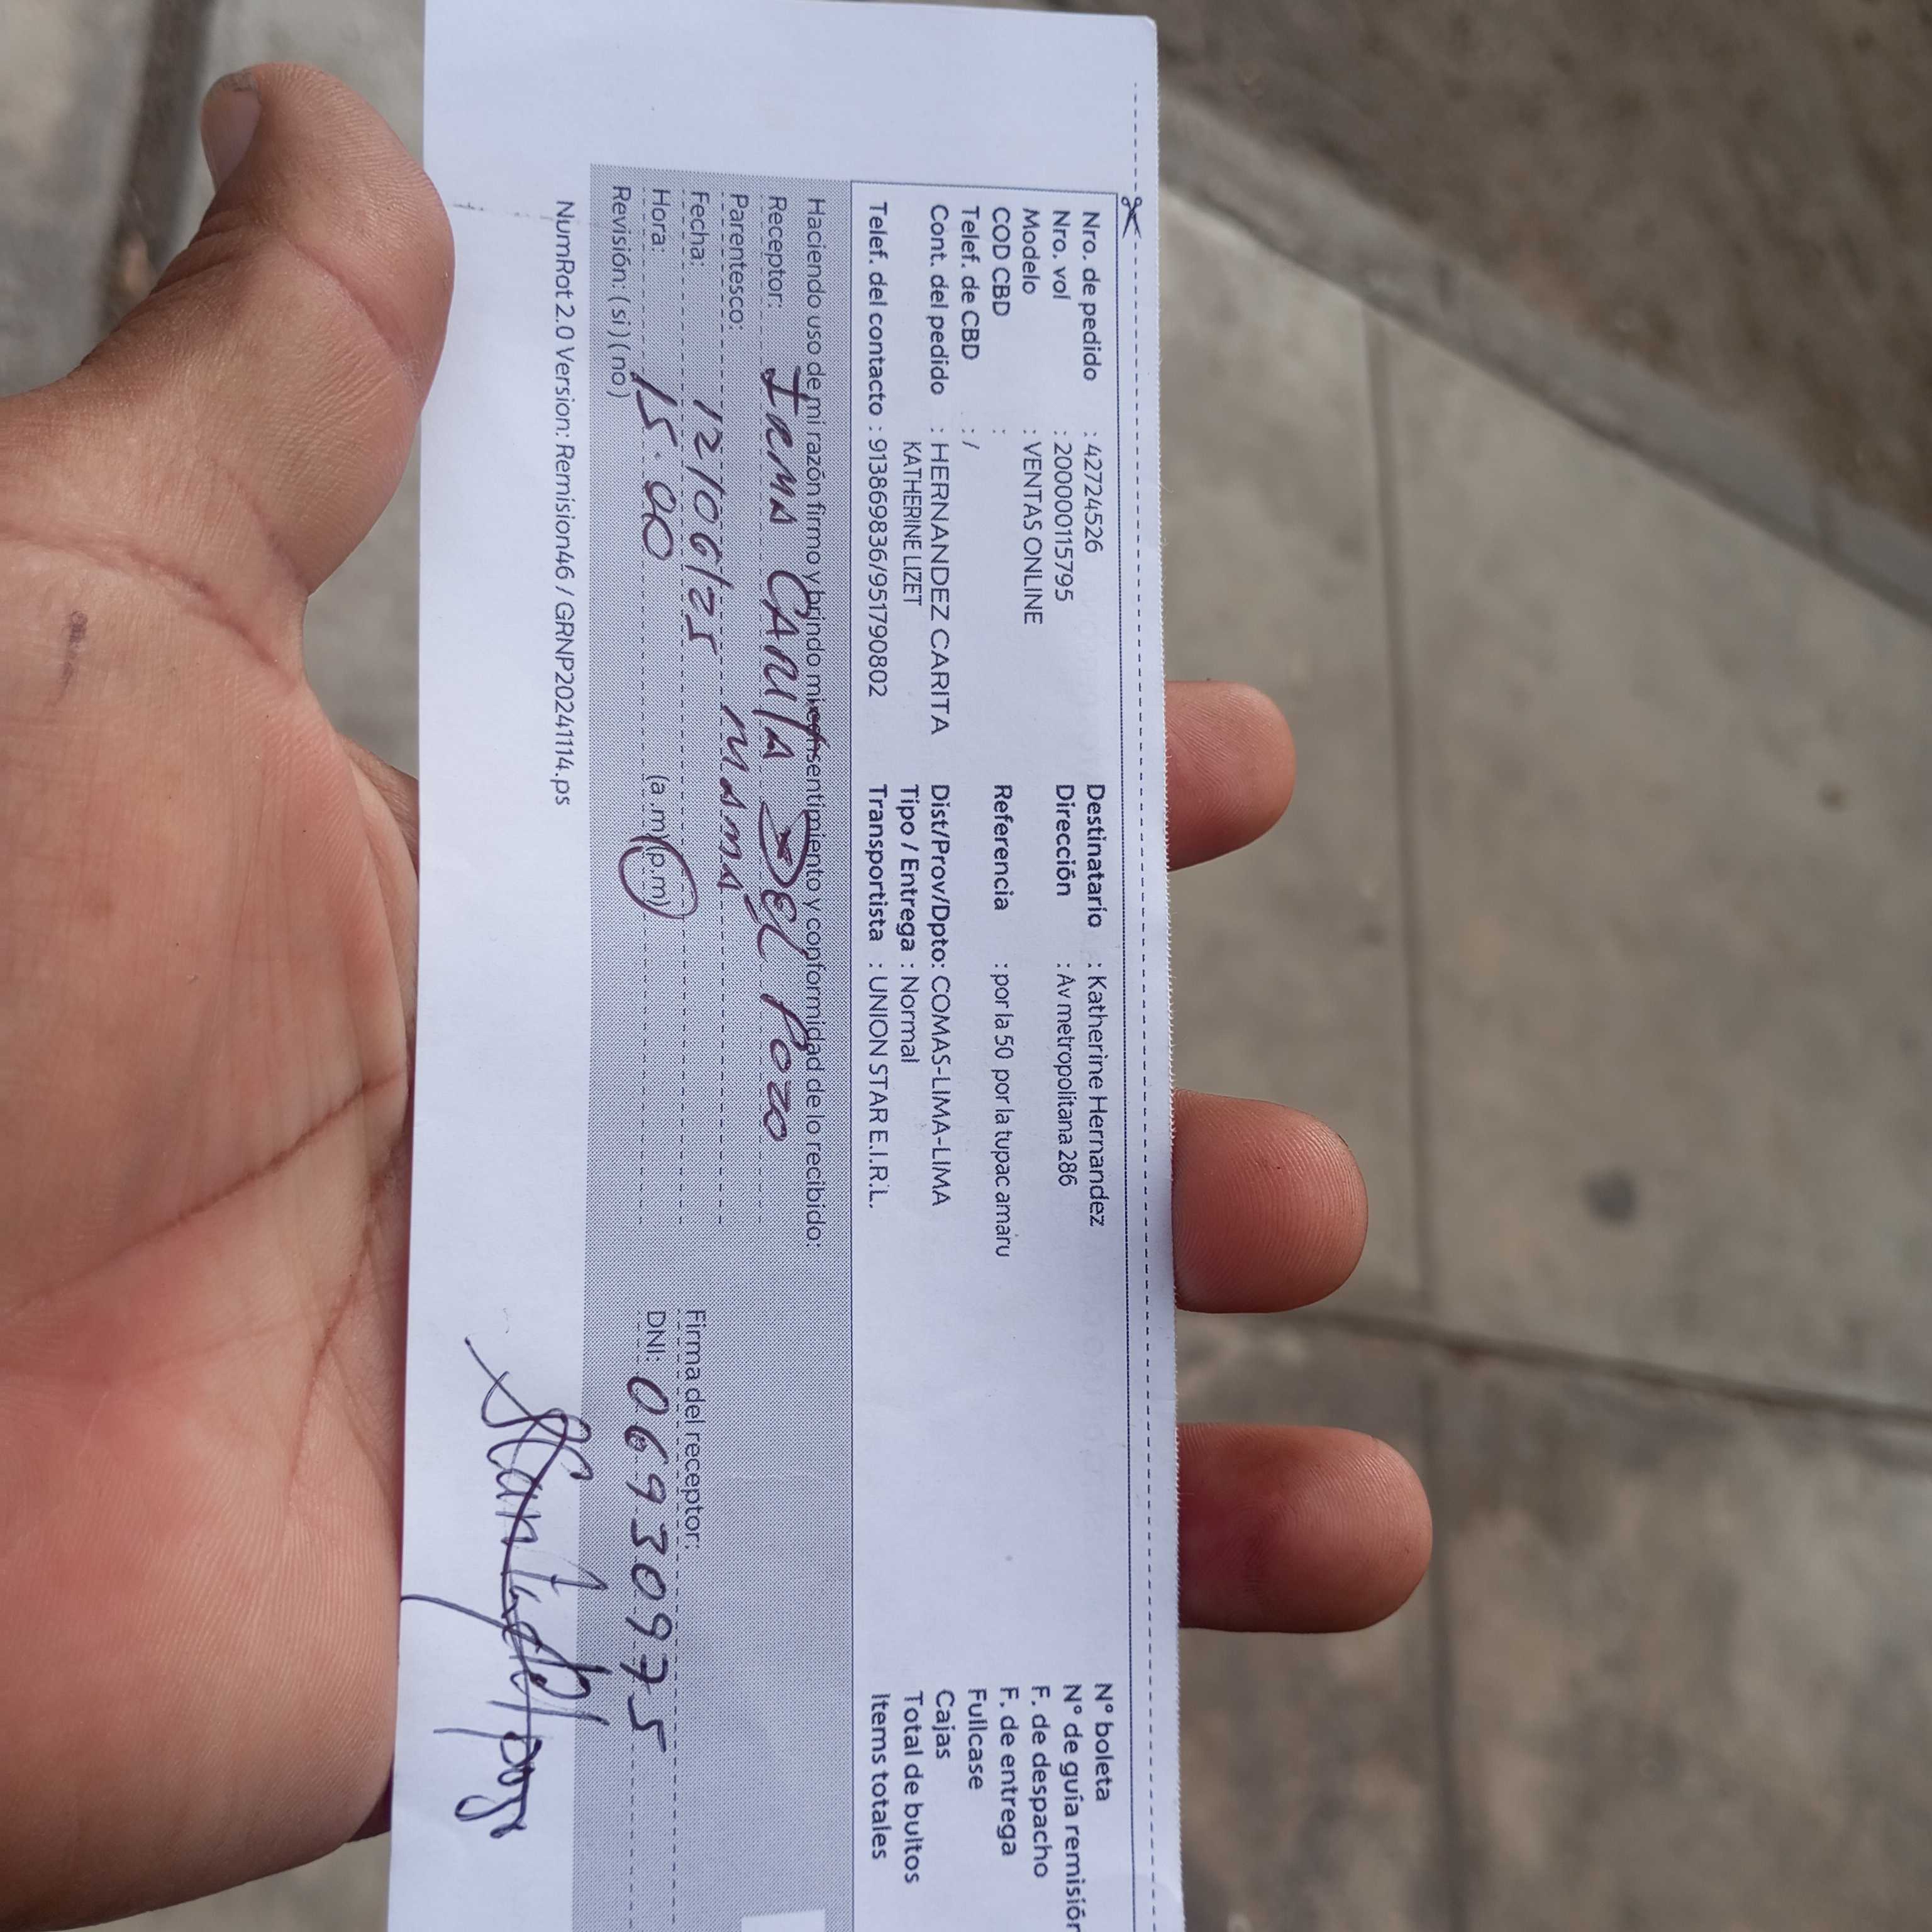 Nro. de pedido : 42724526
Nro. vol : 200000115795
Modelo : VENTAS ONLINE
COD CBD :
Telef. de CBD : /
Cont. del pedido : HERNANDEZ CARITA
KATHERINE LIZET
Telef. del contacto : 913869836/951790802
Destinatario : Katherine Hernandez
Dirección : Av metropolitana 286
Referencia : por la 50 por la tupac amaru
Dist/Prov/Dpto: COMAS-LIMA-LIMA
Tipo / Entrega : Normal
Transportista : UNION STAR E.I.R.L.
N° boleta
N° de guía remisión
F. de despacho
F. de entrega
Fullcase
Cajas
Total de bultos
Items totales
Haciendo uso de mi razón firmo y brindo mi consentimiento y conformidad de lo recibido:
Receptor: Irma Carita Del Pozo
Parentesco: mama
Fecha: 12/06/25
Hora: 15.00 (a.m) (p.m)
Revisión: (si) (no)
Firma del receptor:
DNI: 06930975
NumRot 2.0 Version: Remision46 / GRNP20241114.ps